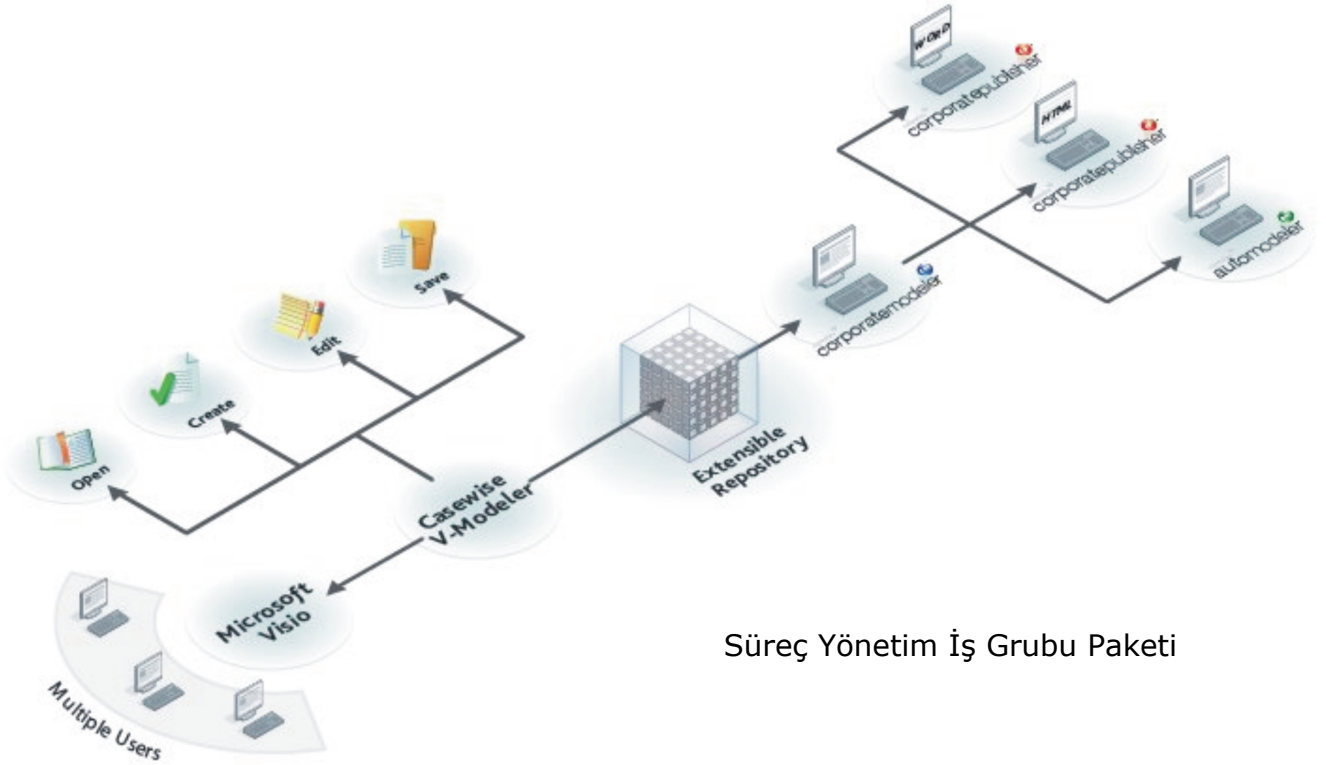 WORD
corporatepublisher
HTML
corporatepublisher
automodeler
corporatemodeler
Save
Edit
Create
Open
Extensible
Repository
Casewise
V-Modeler
Microsoft
Visio
Multiple Users
Süreç Yönetim İş Grubu Paketi